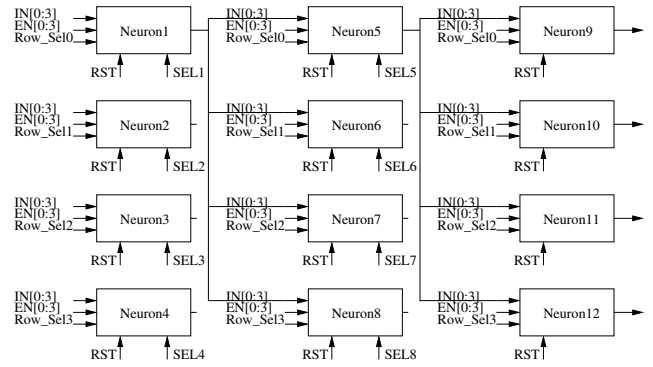 IN[0:3] IN[0:3] IN[0:3]
EN[0:3] Neuron1 EN[0:3] Neuron5 EN[0:3] Neuron9
Row_Sel0 Row_Sel0 Row_Sel0
RST SEL1 RST SEL5 RST
IN[0:3] IN[0:3] IN[0:3]
EN[0:3] Neuron2 EN[0:3] Neuron6 EN[0:3] Neuron10
Row_Sel1 Row_Sel1 Row_Sel1
RST SEL2 RST SEL6 RST
IN[0:3] IN[0:3] IN[0:3]
EN[0:3] Neuron3 EN[0:3] Neuron7 EN[0:3] Neuron11
Row_Sel2 Row_Sel2 Row_Sel2
RST SEL3 RST SEL7 RST
IN[0:3] IN[0:3] IN[0:3]
EN[0:3] Neuron4 EN[0:3] Neuron8 EN[0:3] Neuron12
Row_Sel3 Row_Sel3 Row_Sel3
RST SEL4 RST SEL8 RST